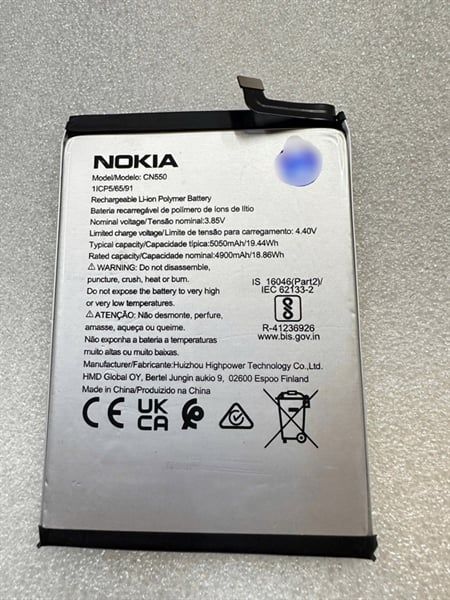 NOKIA
Model/Modelo: CN550
1ICP5/65/91
Rechargeable Li-ion Polymer Battery
Bateria recarregável de polímero de íons de lítio
Nominal voltage/Tensão nominal:3.85V
Limited charge voltage/Limite de tensão para carregamento: 4.40V
Typical capacity/Capacidade típica:5050mAh/19.44Wh
Rated capacity/Capacidade nominal:4900mAh/18.86Wh
WARNING: Do not disassemble,
puncture, crush, heat or burn.
Do not expose the battery to very high
or very low temperatures.
ATENÇÃO: Não desmonte, perfure,
amasse, aqueça ou queime.
Não exponha a bateria a temperaturas
muito altas ou muito baixas.
IS 16046(Part2)/
IEC 62133-2
R-41236926
www.bis.gov.in
Manufacturer/Fabricante:Huizhou Highpower Technology Co.,Ltd.
HMD Global OY, Bertel Jungin aukio 9, 02600 Espoo Finland
Made in China/Produzido na China
CE UK
CA